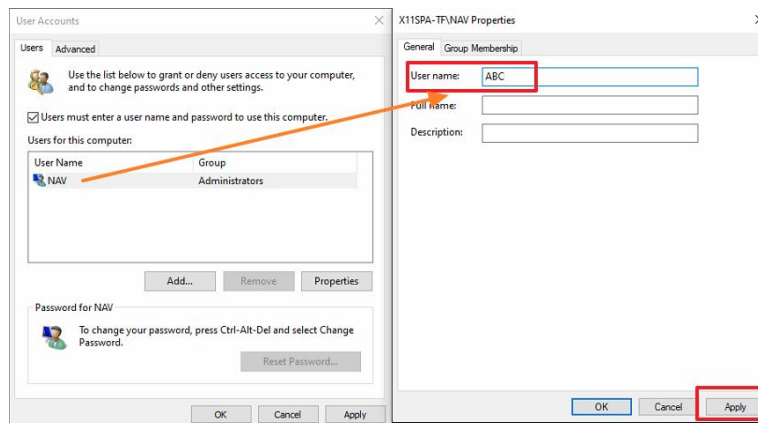 User Accounts
Users Advanced
Use the list below to grant or deny users access to your computer,
and to change passwords and other settings.
Users must enter a user name and password to use this computer.
Users for this computer:
User Name Group
NAV Administrators
Add... Remove Properties
Password for NAV
To change your password, press Ctrl-Alt-Del and select Change
Password.
Reset Password...
OK Cancel Apply
X11SPA-TF\NAV Properties
General Group Membership
User name: ABC
Full name:
Description:
OK Cancel Apply